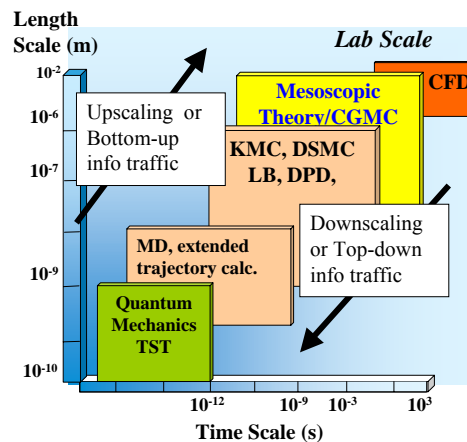 Length
Scale (m)
Lab Scale
10-2
10-6
10-7
10-9
10-10
CFD
Mesoscopic
Theory/CGMC
Upscaling or
Bottom-up
info traffic
KMC, DSMC
LB, DPD,
Downscaling
or Top-down
info traffic
MD, extended
trajectory calc.
Quantum
Mechanics
TST
10-12 10-9 10-3 103
Time Scale (s)